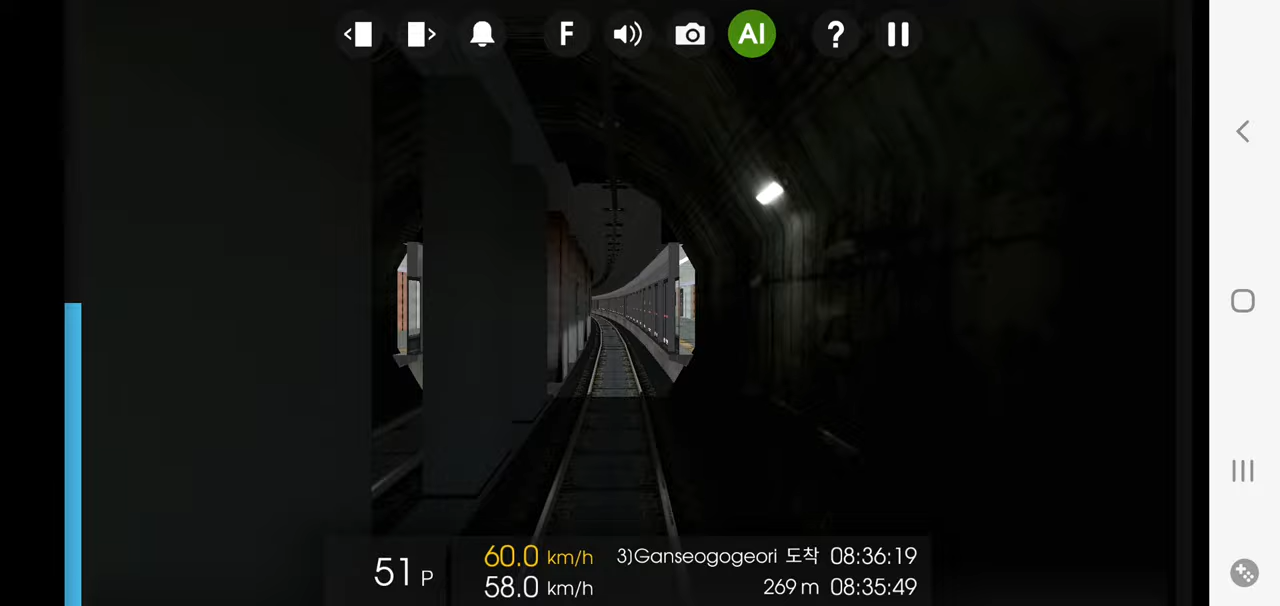 F AI ?
51 P
60.0 km/h 3)Ganseogogeori 도착 08:36:19
58.0 km/h 269 m 08:35:49